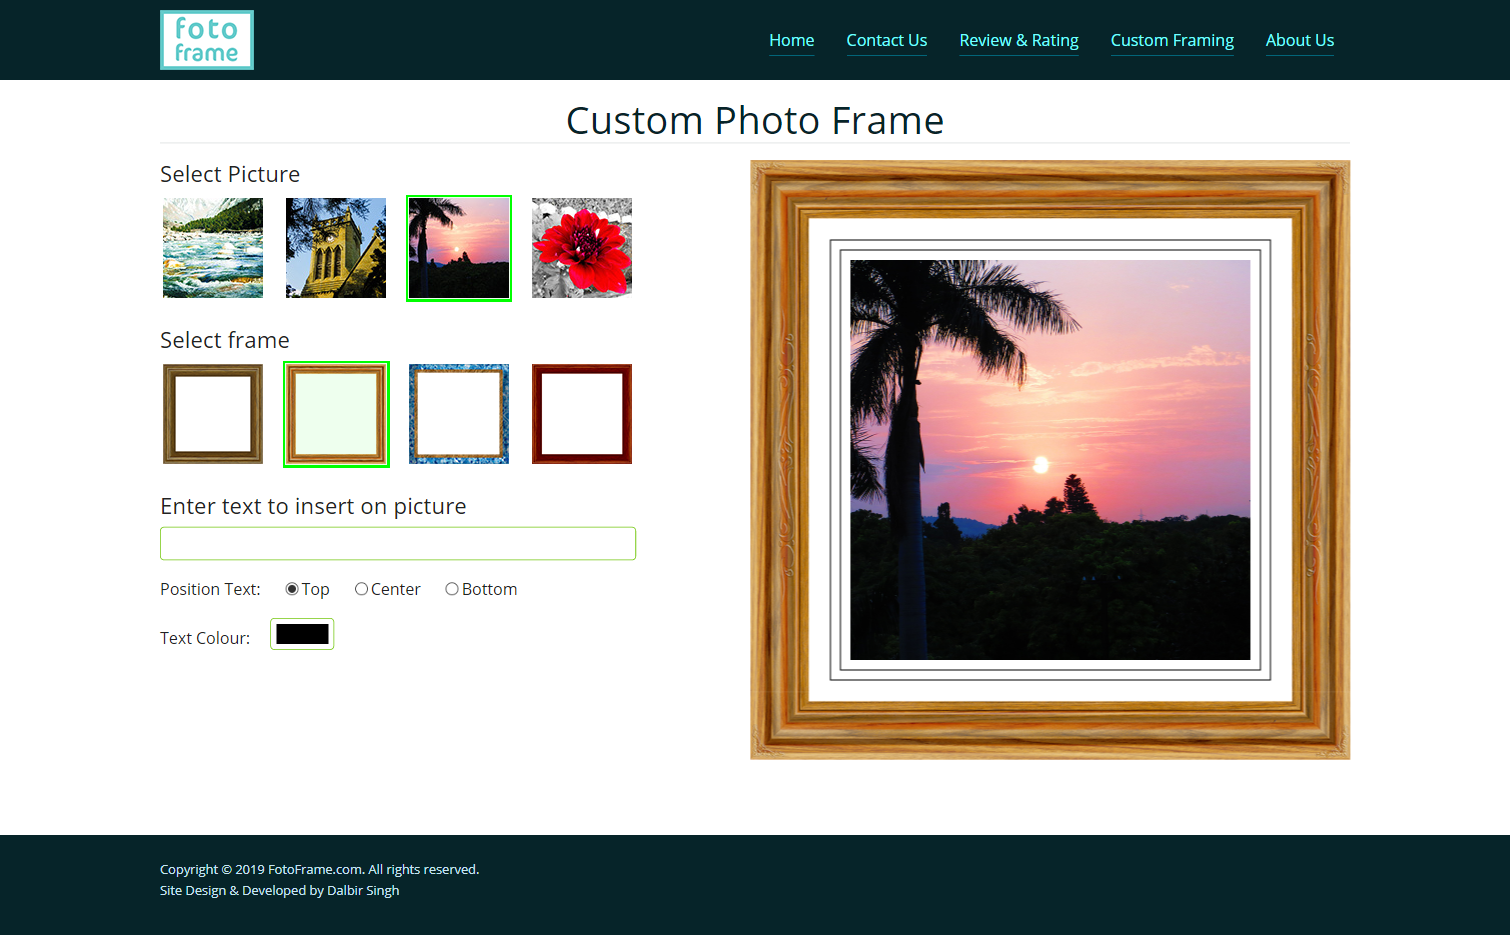 foto
frame
Home Contact Us Review & Rating Custom Framing About Us
Custom Photo Frame
Select Picture
Select frame
Enter text to insert on picture
Position Text: Top Center Bottom
Text Colour:
Copyright © 2019 FotoFrame.com. All rights reserved.
Site Design & Developed by Dalbir Singh